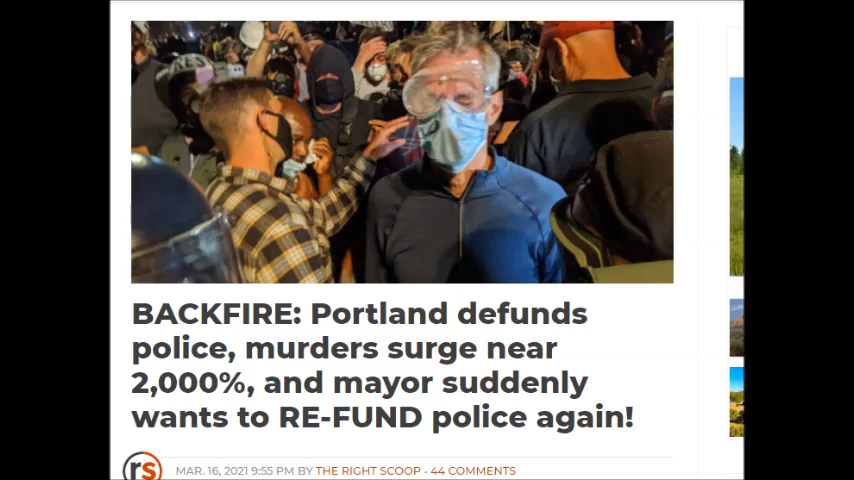 BACKFIRE: Portland defunds
police, murders surge near
2,000%, and mayor suddenly
wants to RE-FUND police again!
rs MAR. 16, 2021 9:55 PM BY THE RIGHT SCOOP • 44 COMMENTS